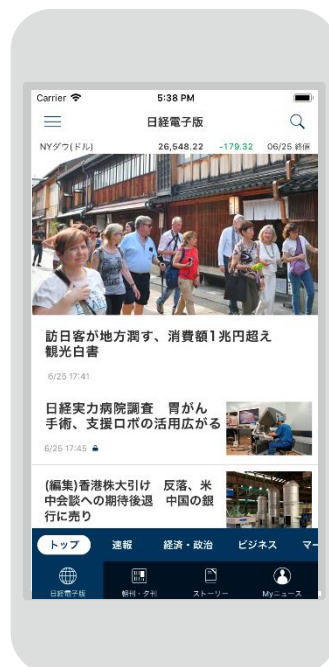 Carrier 5:38 PM
日経電子版
NYダウ(ドル) 26,548.22 -179.32 06/25 終値
訪日客が地方潤す、消費額1兆円超え
観光白書
6/25 17:41
日経実力病院調査 胃がん
手術、支援ロボの活用広がる
6/25 17:45
(編集)香港株大引け 反落、米
中会談への期待後退 中国の銀
行に売り
トップ 速報 経済・政治 ビジネス マー
日経電子版 朝刊・夕刊 ストーリー Myニュース